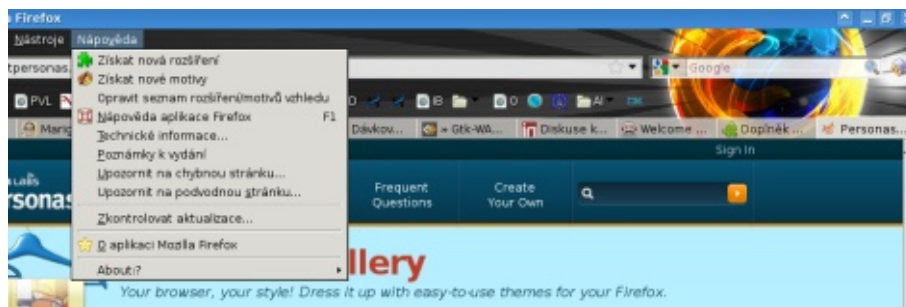 Firefox
Nástroje Nápověda
Získat nová rozšíření
tpersonas.
Google
Získat nové motivy
Opravit seznam rozšíření/motivů vzhledu
PVL
Nápověda aplikace Firefox F1
Dávkov... » Gtk-WA... Diskuse k... Welcome ... Doplněk ... Personas...
Technické informace...
Sign In
Poznámky k vydání
Upozornit na chybnou stránku...
Upozornit na podvodnou stránku...
rsonas
Frequent Questions
Create Your Own
Zkontrolovat aktualizace...
O aplikaci Mozilla Firefox
About:?
llery
Your browser, your style! Dress it up with easy-to-use themes for your Firefox.